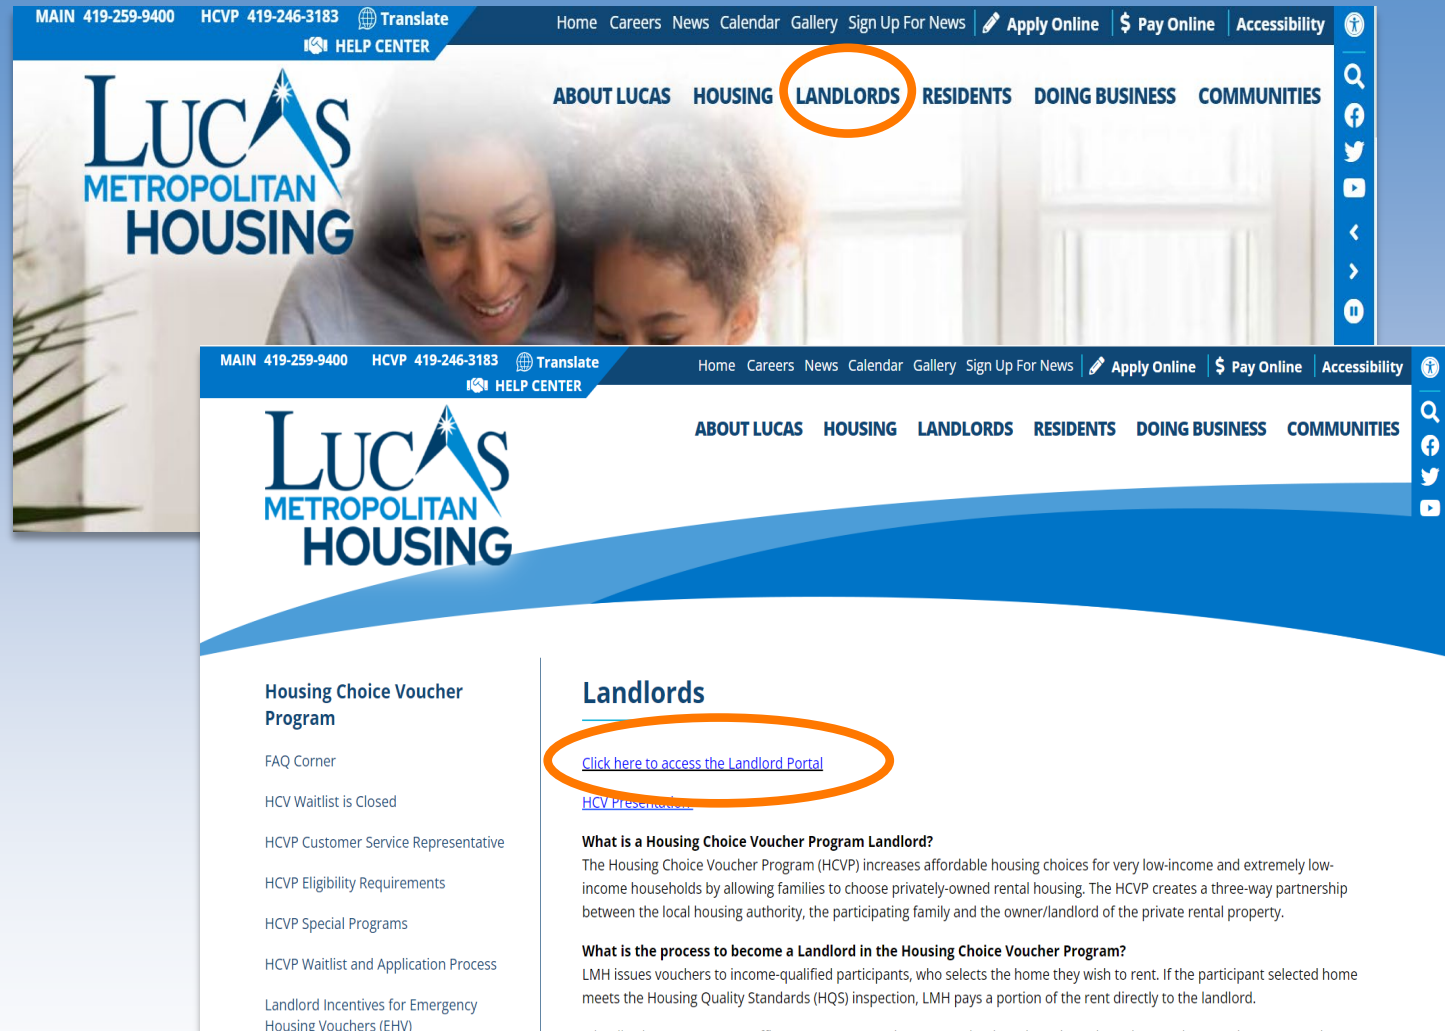 MAIN 419-259-9400 HCVP 419-246-3183 Translate
HELP CENTER
Home Careers News Calendar Gallery Sign Up For News Apply Online $ Pay Online Accessibility
LUCAS
METROPOLITAN
HOUSING
ABOUT LUCAS HOUSING LANDLORDS RESIDENTS DOING BUSINESS COMMUNITIES
MAIN 419-259-9400 HCVP 419-246-3183 Translate
HELP CENTER
Home Careers News Calendar Gallery Sign Up For News Apply Online $ Pay Online Accessibility
LUCAS
METROPOLITAN
HOUSING
ABOUT LUCAS HOUSING LANDLORDS RESIDENTS DOING BUSINESS COMMUNITIES
Housing Choice Voucher
Program
FAQ Corner
HCV Waitlist is Closed
HCVP Customer Service Representative
HCVP Eligibility Requirements
HCVP Special Programs
HCVP Waitlist and Application Process
Landlord Incentives for Emergency
Housing Vouchers (EHV)
Landlords
Click here to access the Landlord Portal
HCV Presentation
What is a Housing Choice Voucher Program Landlord?
The Housing Choice Voucher Program (HCVP) increases affordable housing choices for very low-income and extremely low-
income households by allowing families to choose privately-owned rental housing. The HCVP creates a three-way partnership
between the local housing authority, the participating family and the owner/landlord of the private rental property.
What is the process to become a Landlord in the Housing Choice Voucher Program?
LMH issues vouchers to income-qualified participants, who selects the home they wish to rent. If the participant selected home
meets the Housing Quality Standards (HQS) inspection, LMH pays a portion of the rent directly to the landlord.